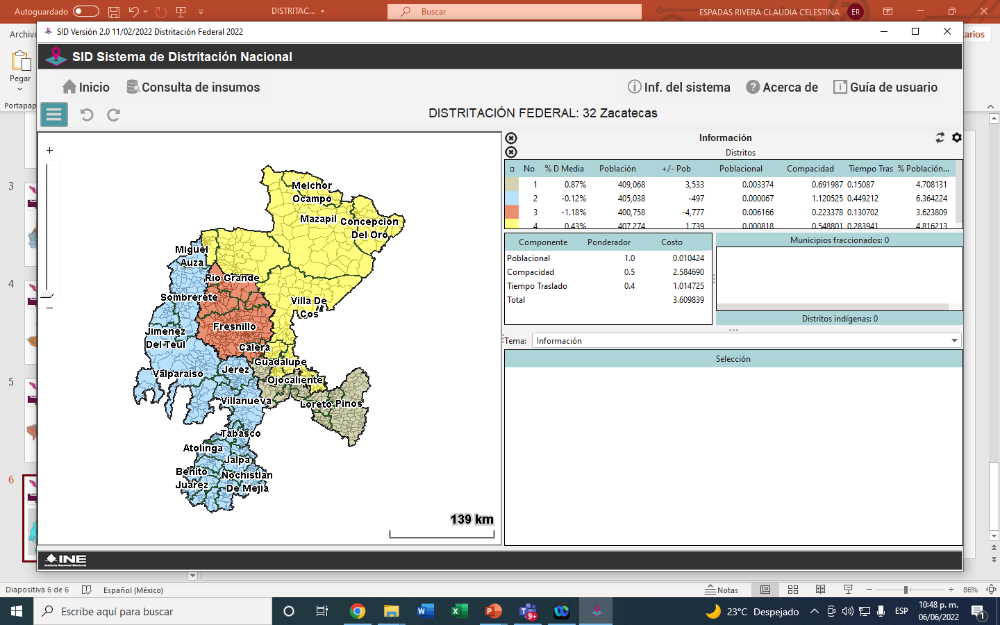 Autoguardado
DISTRITAC...
Buscar
ESPADAS RIVERA CLAUDIA CELESTINA
ER
SID Versión 2.0 11/02/2022 Distritación Federal 2022
Archivo
tarios
SID Sistema de Distritación Nacional
Pegar
Portapap
Inicio
Consulta de insumos
Inf. del sistema
Acerca de
Guía de usuario
DISTRITACIÓN FEDERAL: 32 Zacatecas
Información
Distritos
No % D Media Población +/- Pob Poblacional Compacidad Tiempo Tras % Población...
1 0.87% 409,068 3,533 0.003374 0.691987 0.15087 4.708131
2 -0.12% 405,038 -497 0.000067 1.120525 0.449212 6.364224
3 -1.18% 400,758 -4,777 0.006166 0.223378 0.130702 3.623809
4 0.43% 407,274 1,739 0.000818 0.548801 0.283941 4.816213
Componente Ponderador Costo
Poblacional 1.0 0.010424
Compacidad 0.5 2.584690
Tiempo Traslado 0.4 1.014725
Total 3.609839
Municipios fraccionados: 0
Distritos indígenas: 0
Tema: Información
Selección
+
−
Melchor
Ocampo
Mazapil
Concepcion
Del Oro
Miguel
Auza
Rio Grande
Sombrerete
Villa De
Cos
Fresnillo
Jimenez
Del Teul
Calera
Guadalupe
Valparaiso
Jerez
Ojocaliente
Villanueva
Loreto
Pinos
Tabasco
Atolinga
Jalpa
Benito
Juarez
Nochistlan
De Mejia
139 km
3
4
5
6
INE
Instituto Nacional Electoral
Diapositiva 6 de 6
Español (México)
Notas
86%
Escribe aquí para buscar
9+
23°C Despejado
ESP
10:48 p. m.
06/06/2022
1